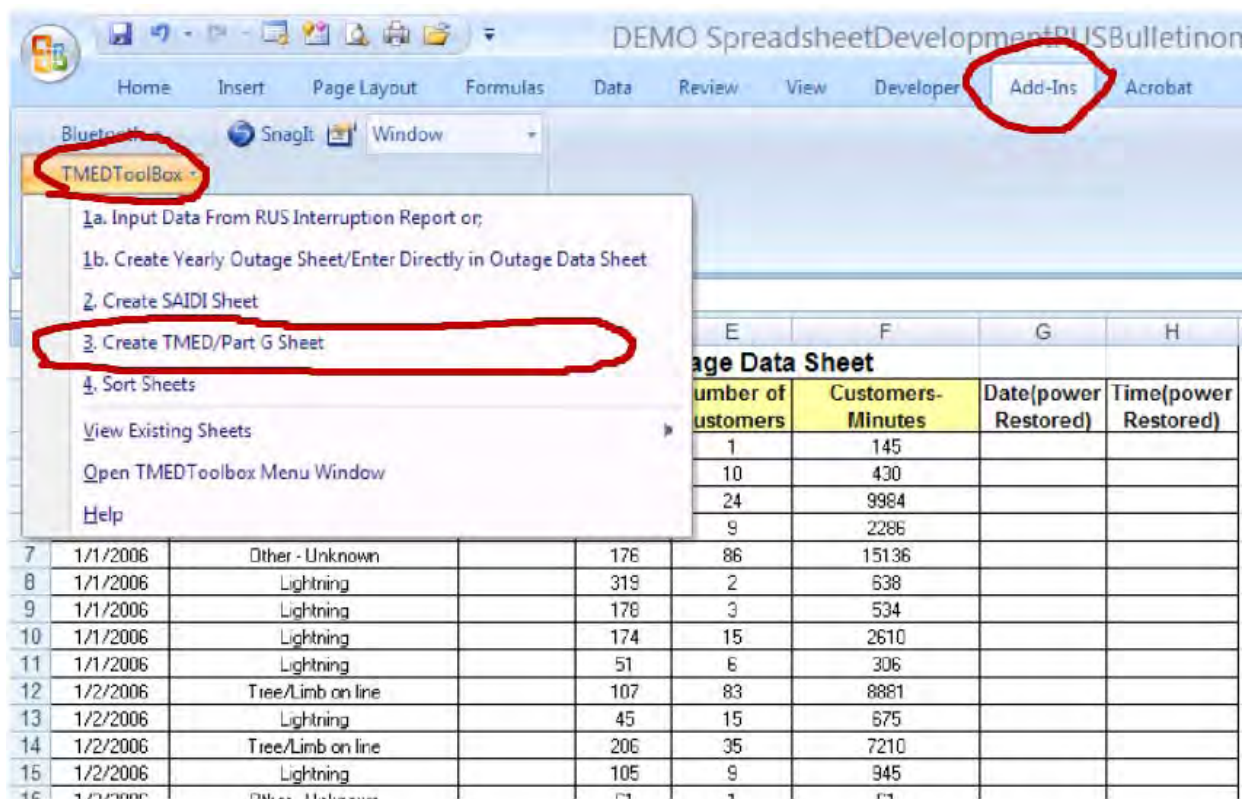 DEMO SpreadsheetDevelopmentRUSBulletinon
Home Insert Page Layout Formulas Data Review View Developer Add-Ins Acrobat
Bluetooth SnagIt Window
TMEDToolBox
1a. Input Data From RUS Interruption Report or;
1b. Create Yearly Outage Sheet/Enter Directly in Outage Data Sheet
2. Create SAIDI Sheet
3. Create TMED/Part G Sheet
4. Sort Sheets
View Existing Sheets
Open TMEDToolbox Menu Window
Help
E F G H
age Data Sheet
umber of Customers- Date(power Time(power
ustomers Minutes Restored) Restored)
1 145
10 430
24 9984
9 2286
7 1/1/2006 Other - Unknown 176 86 15136
8 1/1/2006 Lightning 319 2 638
9 1/1/2006 Lightning 178 3 534
10 1/1/2006 Lightning 174 15 2610
11 1/1/2006 Lightning 51 6 306
12 1/2/2006 Tree/Limb on line 107 83 8881
13 1/2/2006 Lightning 45 15 675
14 1/2/2006 Tree/Limb on line 206 35 7210
15 1/2/2006 Lightning 105 9 945